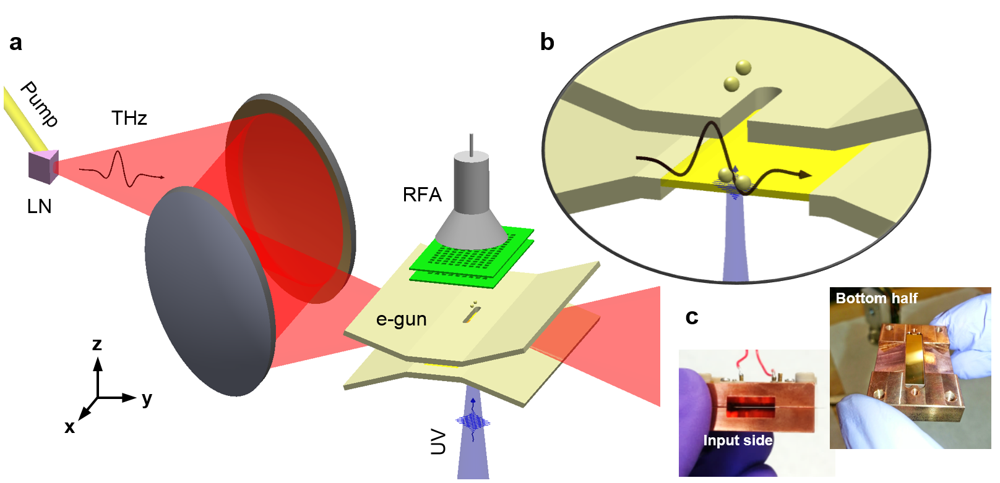 a
Pump
THz
LN
RFA
e-gun
UV
z
y
x
b
c
Bottom half
Input side